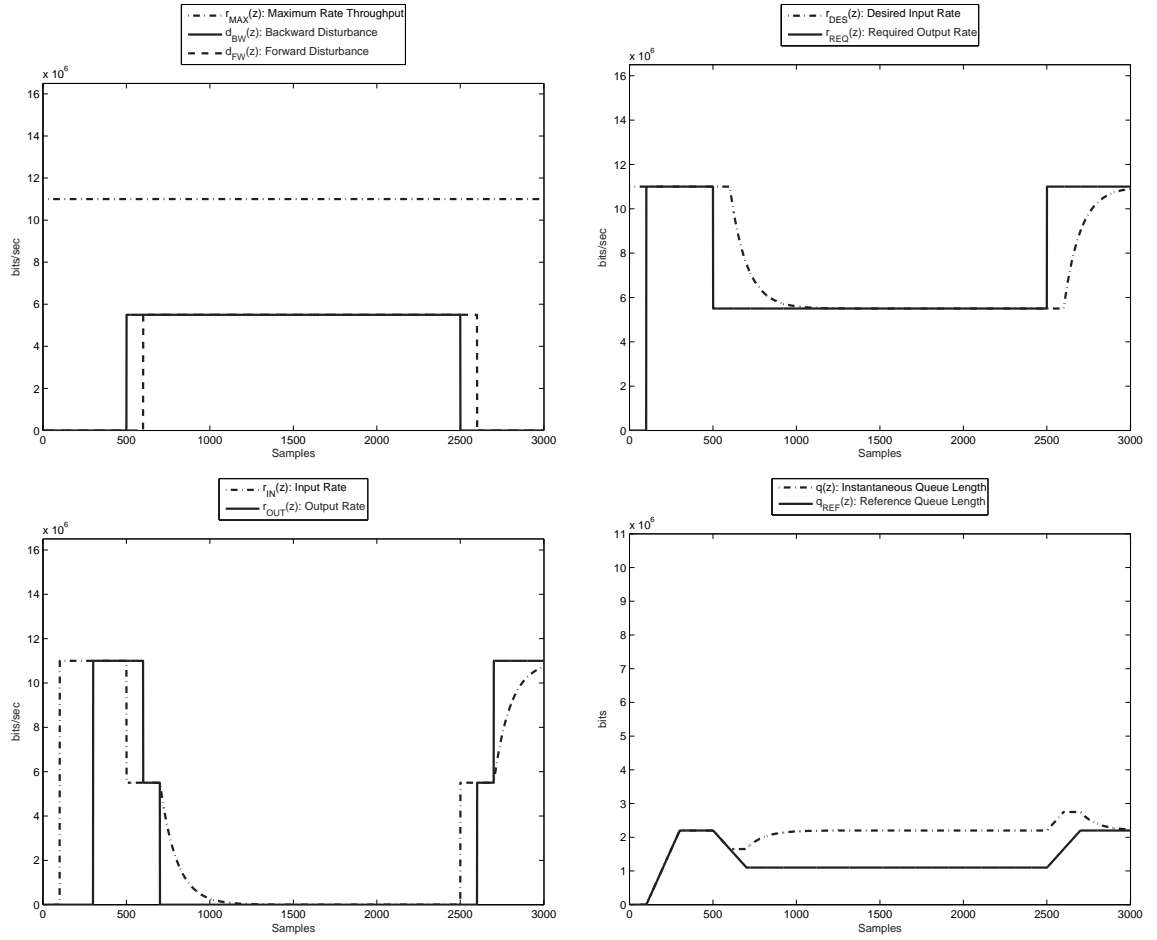 r_MAX(z): Maximum Rate Throughput
d_BW(z): Backward Disturbance
d_FW(z): Forward Disturbance
x 10^6
16
14
12
10
8
6
4
2
0
bits/sec
0 500 1000 1500 2000 2500 3000
Samples
r_DES(z): Desired Input Rate
r_REQ(z): Required Output Rate
x 10^6
16
14
12
10
8
6
4
2
0
bits/sec
0 500 1000 1500 2000 2500 3000
Samples
r_IN(z): Input Rate
r_OUT(z): Output Rate
x 10^6
16
14
12
10
8
6
4
2
0
bits/sec
0 500 1000 1500 2000 2500 3000
Samples
q(z): Instantaneous Queue Length
q_REF(z): Reference Queue Length
x 10^6
11
10
9
8
7
6
5
4
3
2
1
0
bits
0 500 1000 1500 2000 2500 3000
Samples